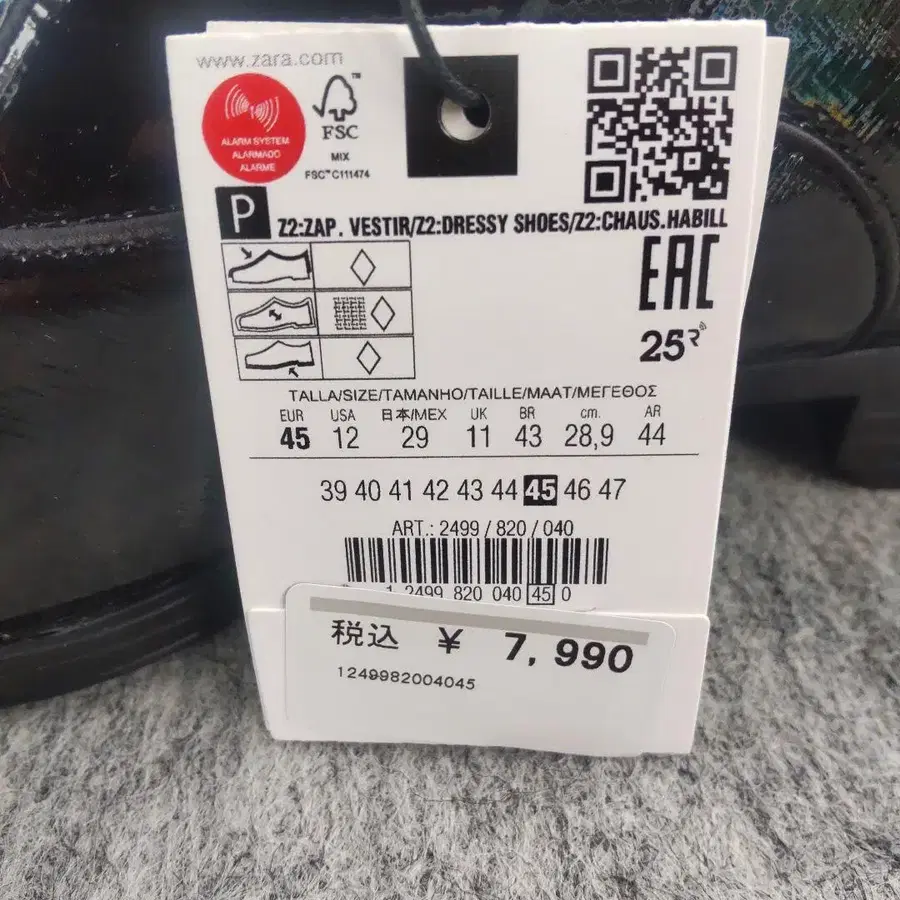 www.zara.com
ALARM SYSTEM
ALARMADO
ALARME
FSC™
MIX
FSC™ C111474
P
Z2:ZAP. VESTIR/Z2:DRESSY SHOES/Z2:CHAUS.HABILL
EAC
25
TALLA/SIZE/TAMANHO/TAILLE/MAAT/ΜΕΓΕΘΟΣ
EUR USA 日本/MEX UK BR cm. AR
45 12 29 11 43 28,9 44
39 40 41 42 43 44 45 46 47
ART.: 2499 / 820 / 040
1 2499 820 040 45 0
税込 ¥ 7,990
1249982004045